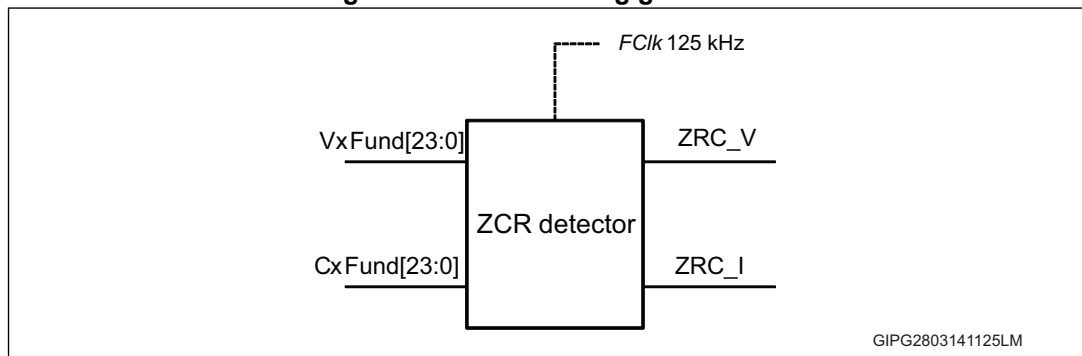 FClk 125 kHz
VxFund[23:0]
ZRC_V
ZCR detector
CxFund[23:0]
ZRC_I
GIPG2803141125LM